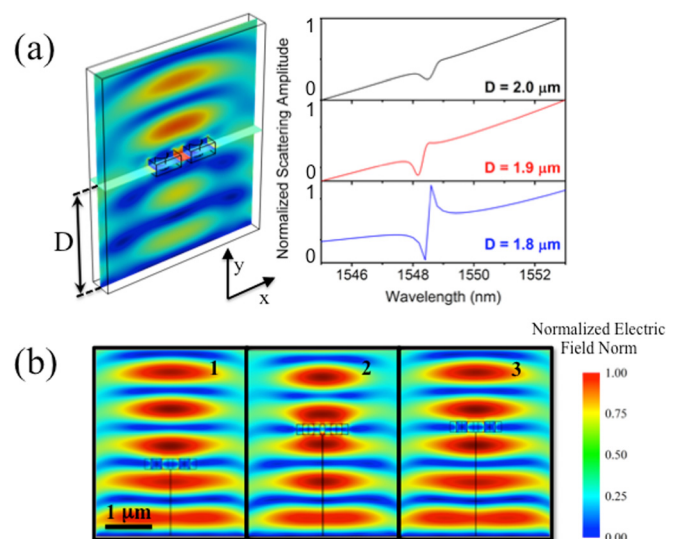 (a)
D
y
x
Normalized Scattering Amplitude
1
0
D = 2.0 µm
1
0
D = 1.9 µm
1
0
D = 1.8 µm
1546 1548 1550 1552
Wavelength (nm)
(b)
1
2
3
1 µm
Normalized Electric
Field Norm
1.00
0.75
0.50
0.25
0.00